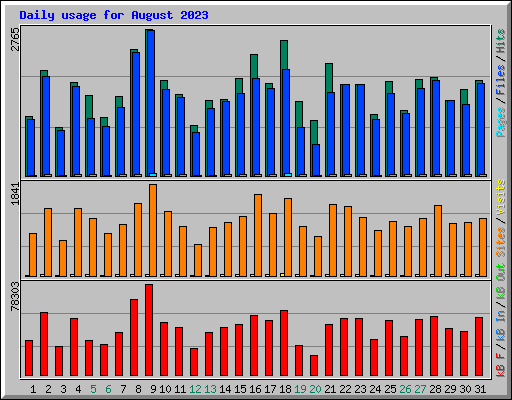 Daily usage for August 2023
2765
Pages / Files / Hits
1841
Sites / Visits
78303
kB F / kB In / kB Out
1 2 3 4 5 6 7 8 9 10 11 12 13 14 15 16 17 18 19 20 21 22 23 24 25 26 27 28 29 30 31